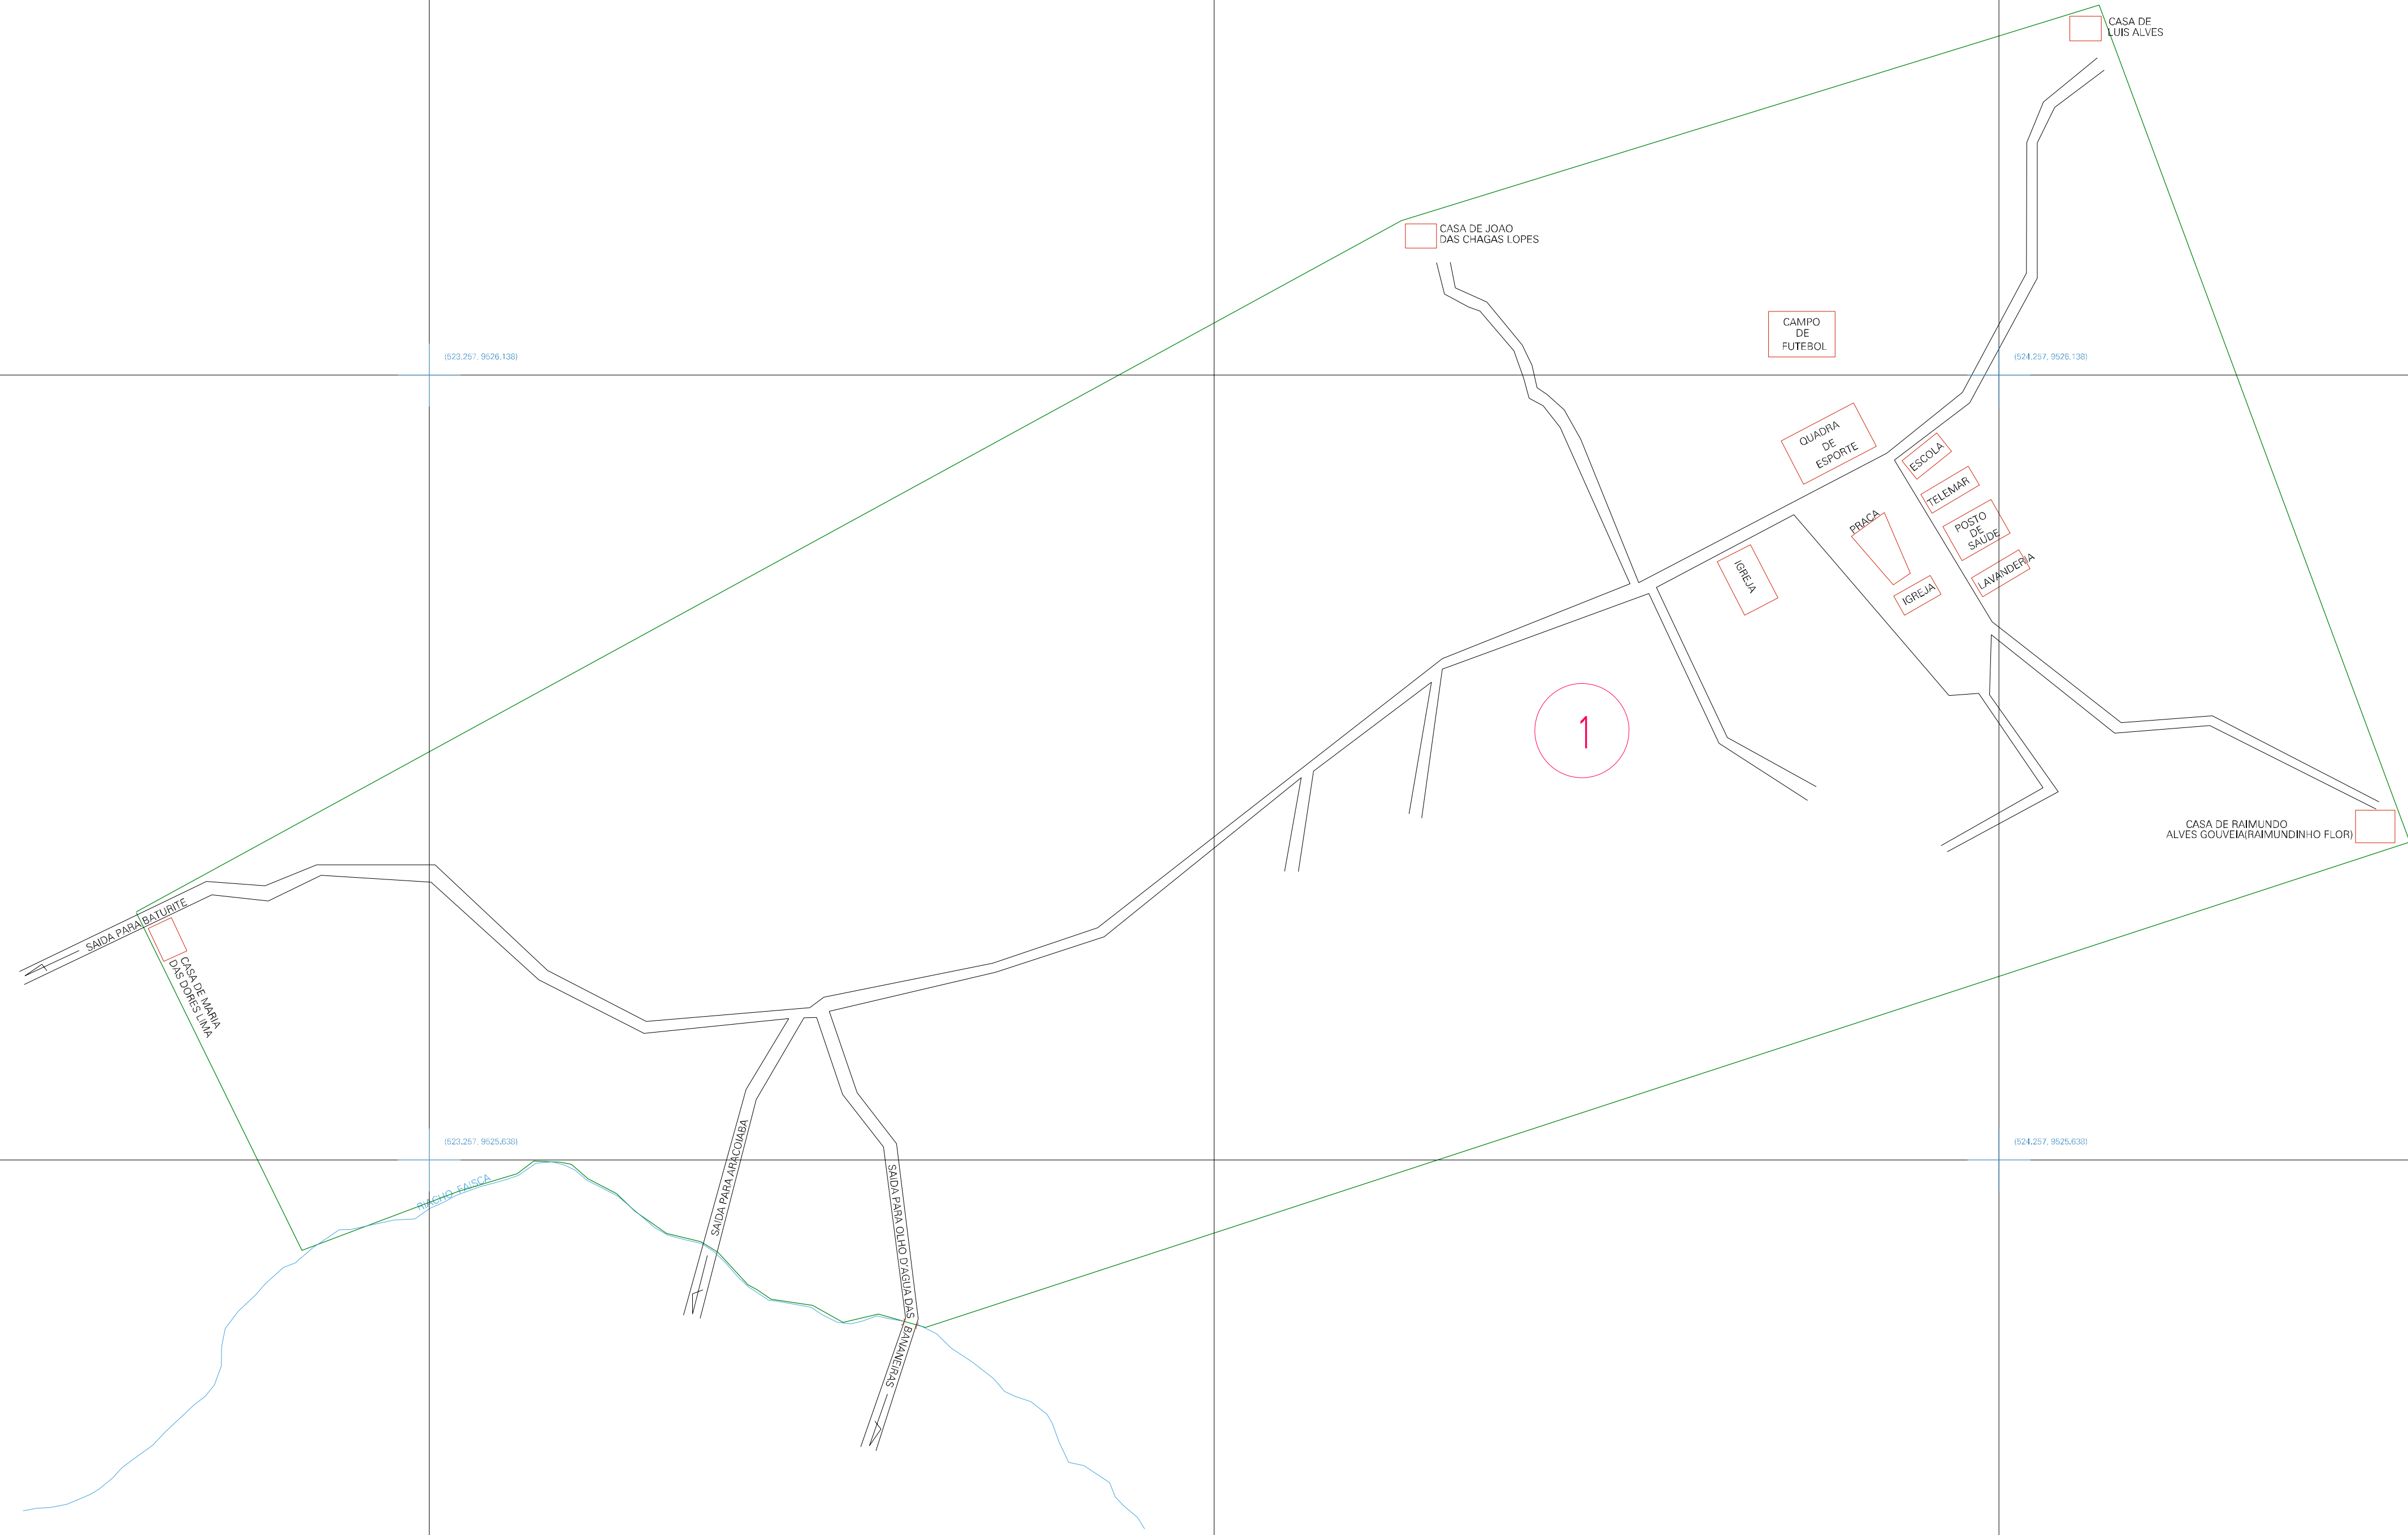 CASA DE
LUIS ALVES
CASA DE JOAO
DAS CHAGAS LOPES
CAMPO
DE
FUTEBOL
(523,257, 9526,138)
(524,257, 9526,138)
QUADRA
DE
ESPORTE
ESCOLA
TELEMAR
PRACA
POSTO
DE
SAUDE
IGREJA
LAVANDERIA
IGREJA
1
CASA DE RAIMUNDO
ALVES GOUVEIA(RAIMUNDINHO FLOR)
SAIDA PARA BATURITE
CASA DE MARIA
DAS DORES LIMA
(523,257, 9525,638)
(524,257, 9525,638)
RIACHO FAISCA
SAIDA PARA ARACOIABA
SAIDA PARA OLHO D'AGUA DAS BANANEIRAS